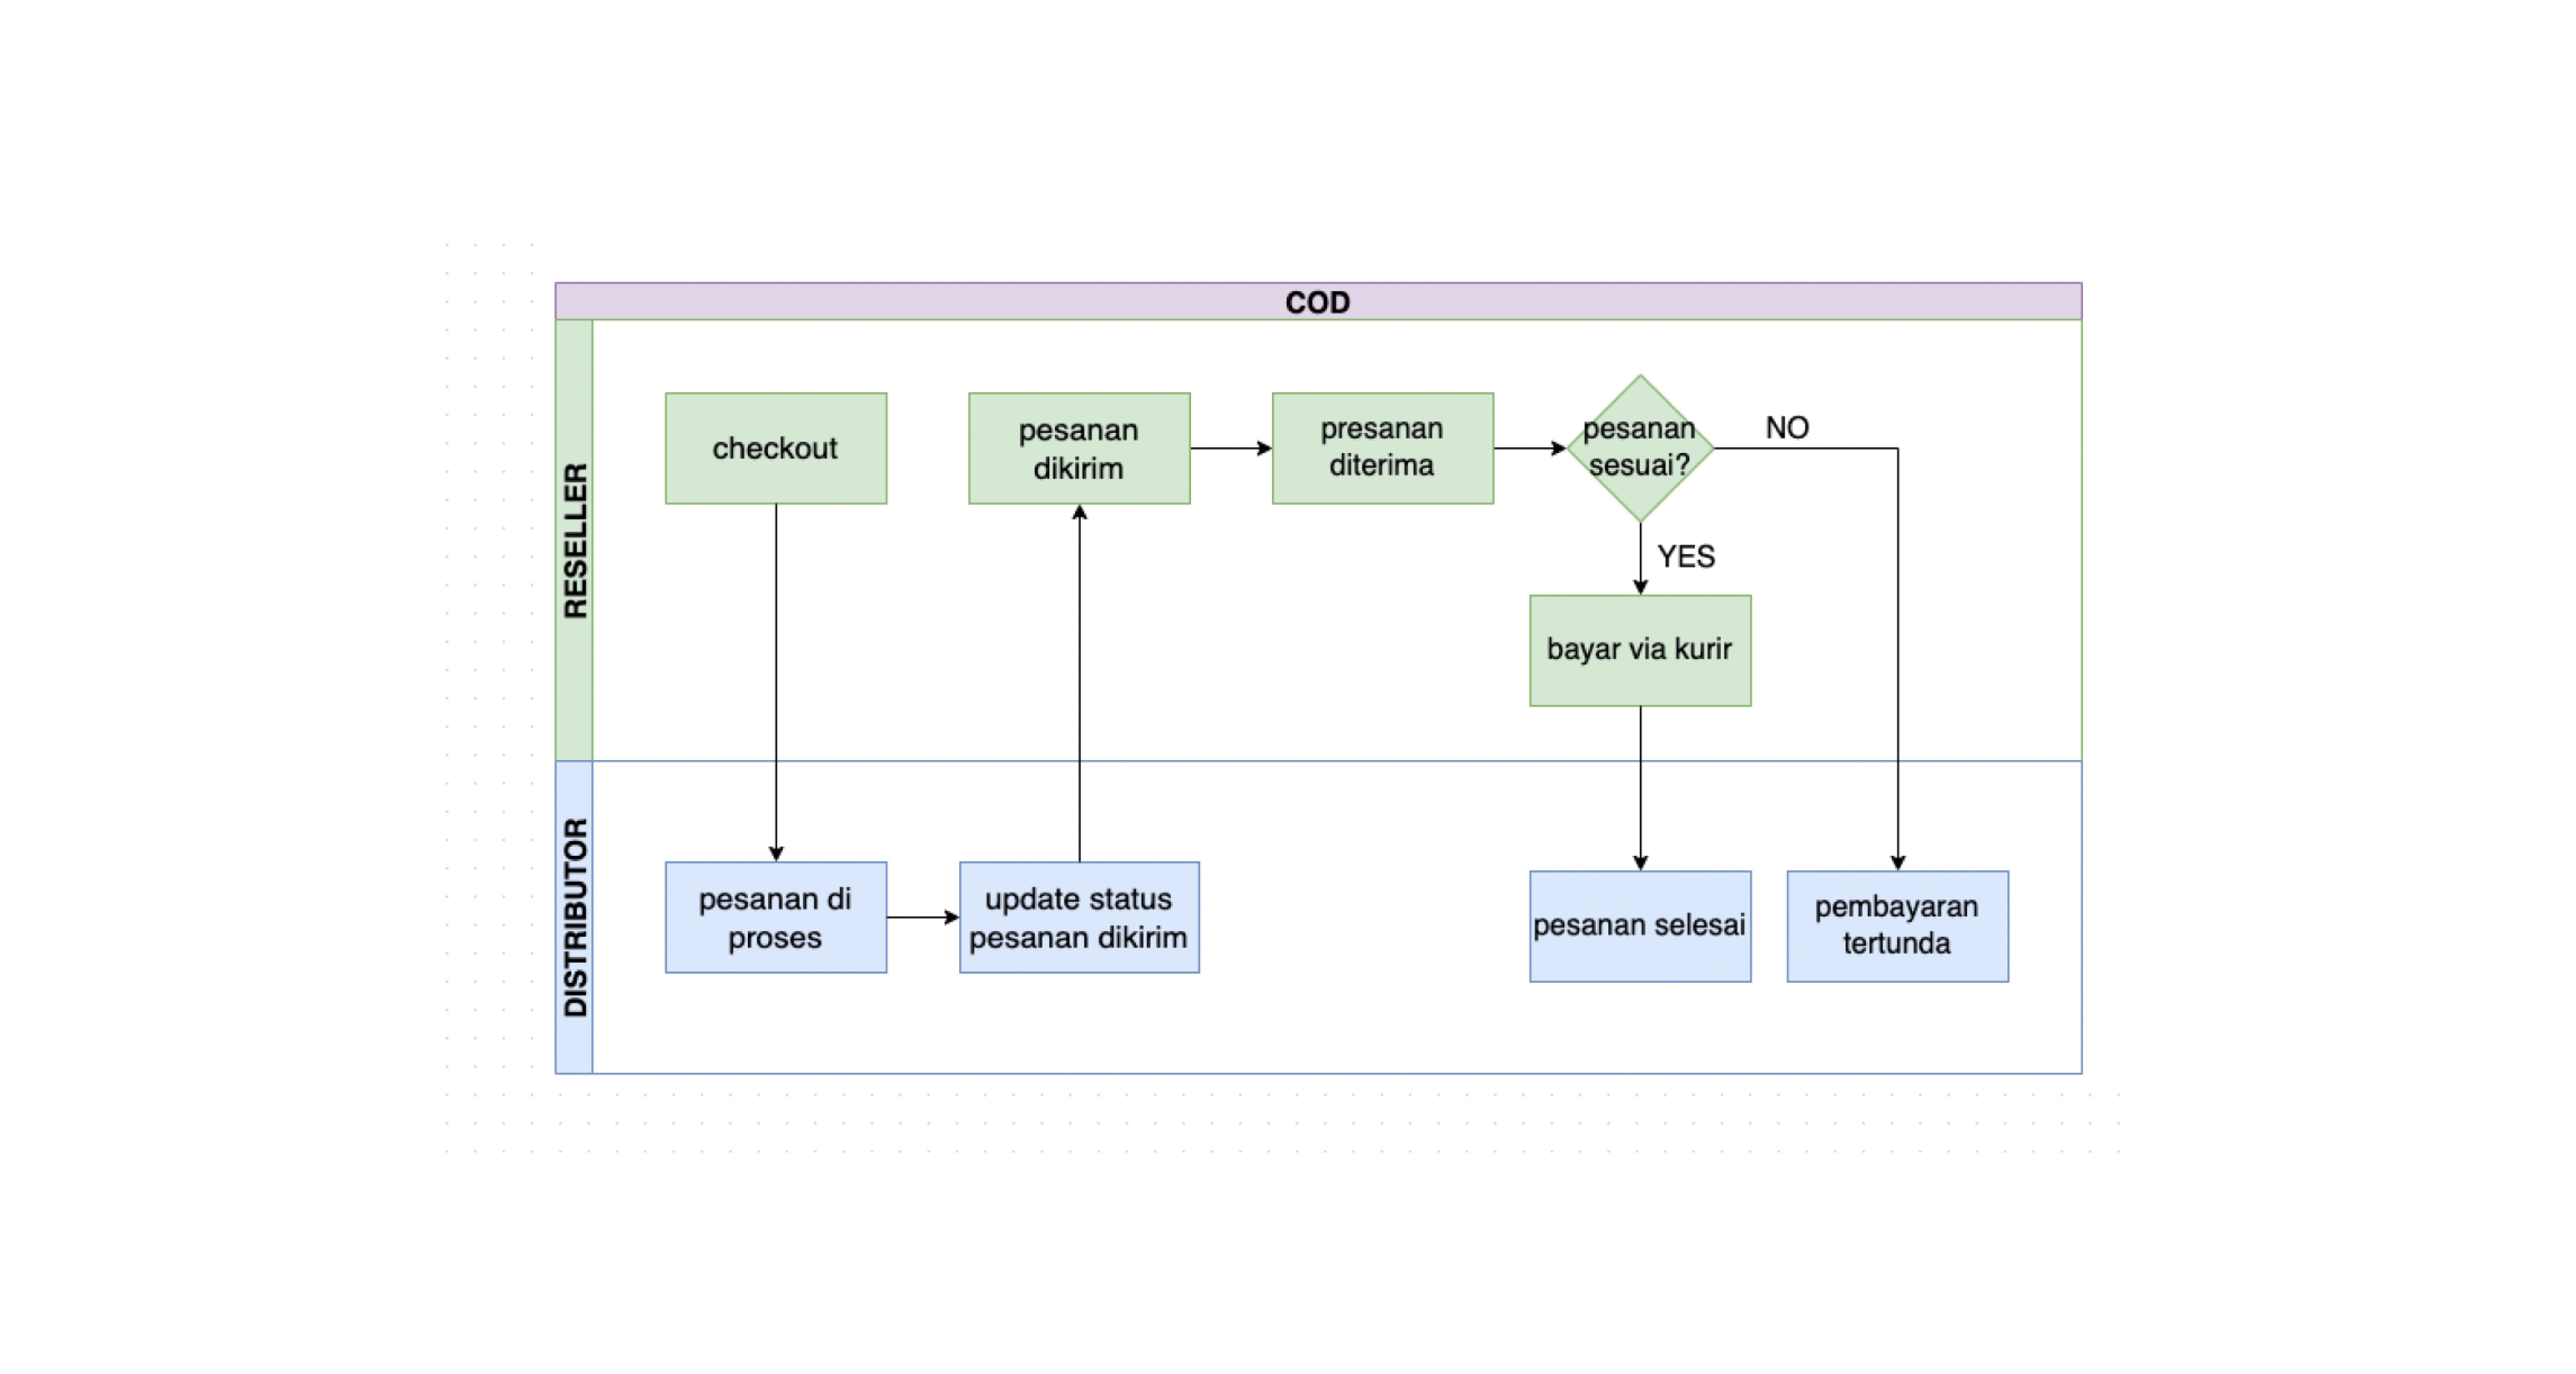 COD
RESELLER
checkout
pesanan
dikirim
presanan
diterima
pesanan
sesuai?
NO
YES
bayar via kurir
DISTRIBUTOR
pesanan di
proses
update status
pesanan dikirim
pesanan selesai
pembayaran
tertunda